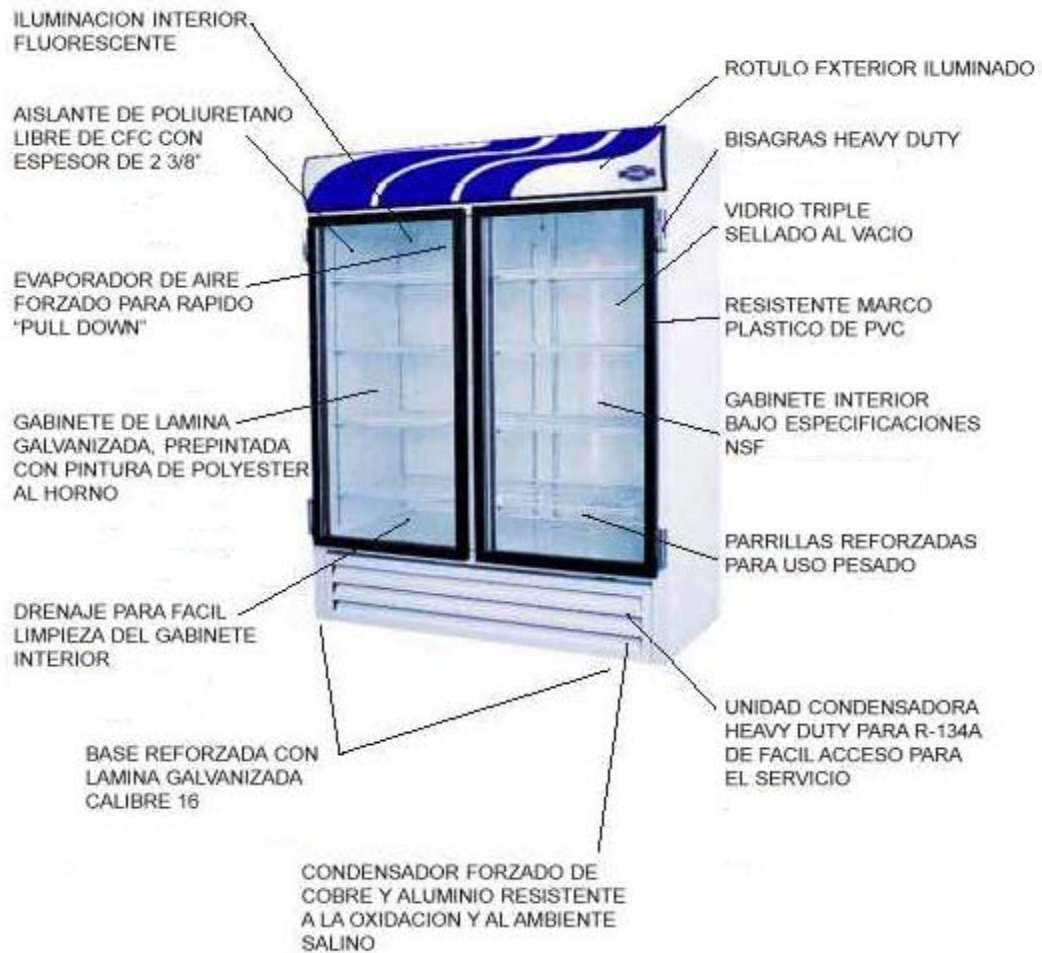 ILUMINACION INTERIOR
FLUORESCENTE
AISLANTE DE POLIURETANO
LIBRE DE CFC CON
ESPESOR DE 2 3/8"
EVAPORADOR DE AIRE
FORZADO PARA RAPIDO
"PULL DOWN"
GABINETE DE LAMINA
GALVANIZADA, PREPINTADA
CON PINTURA DE POLYESTER
AL HORNO
DRENAJE PARA FACIL
LIMPIEZA DEL GABINETE
INTERIOR
BASE REFORZADA CON
LAMINA GALVANIZADA
CALIBRE 16
CONDENSADOR FORZADO DE
COBRE Y ALUMINIO RESISTENTE
A LA OXIDACION Y AL AMBIENTE
SALINO
ROTULO EXTERIOR ILUMINADO
BISAGRAS HEAVY DUTY
VIDRIO TRIPLE
SELLADO AL VACIO
RESISTENTE MARCO
PLASTICO DE PVC
GABINETE INTERIOR
BAJO ESPECIFICACIONES
NSF
PARRILLAS REFORZADAS
PARA USO PESADO
UNIDAD CONDENSADORA
HEAVY DUTY PARA R-134A
DE FACIL ACCESO PARA
EL SERVICIO